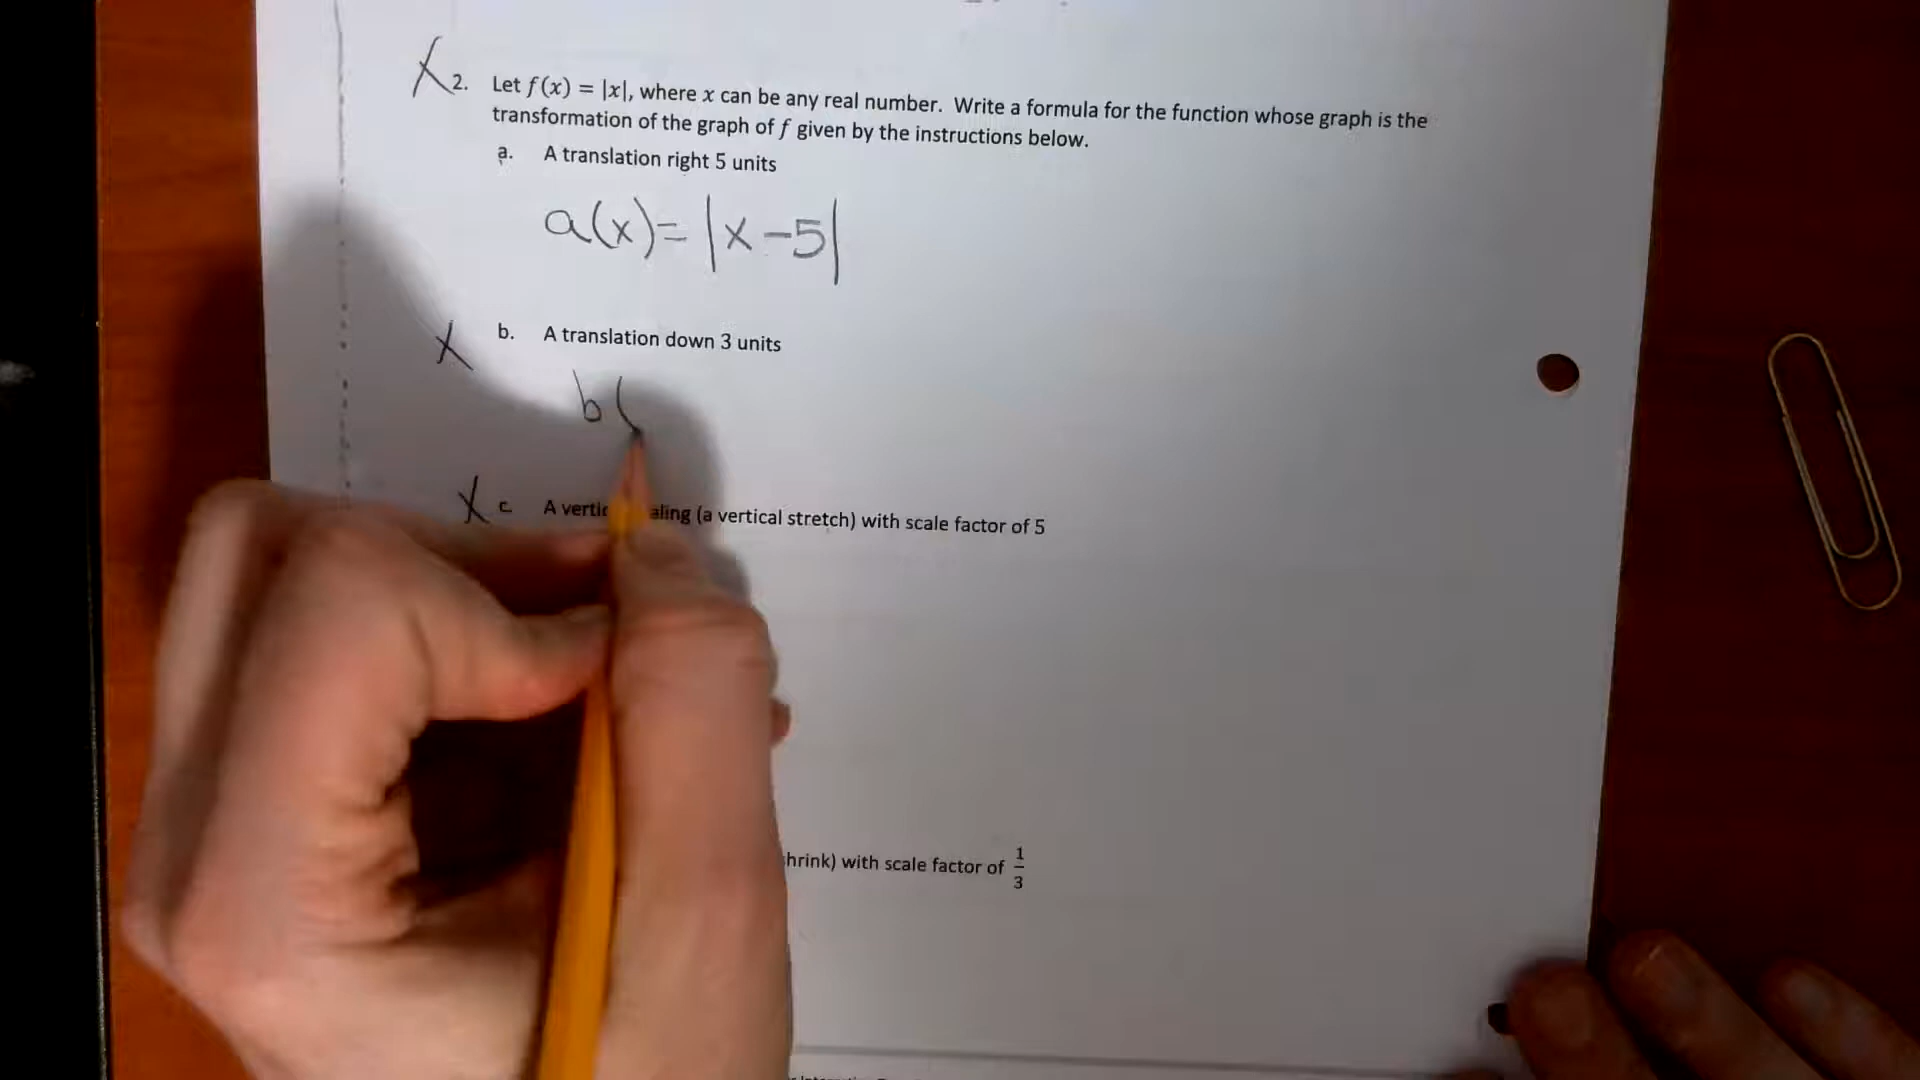 X 2. Let f(x) = |x|, where x can be any real number. Write a formula for the function whose graph is the
transformation of the graph of f given by the instructions below.
a. A translation right 5 units
a(x)= |x-5|
X b. A translation down 3 units
b(
X c. A aling (a vertical stretch) with scale factor of 5
hrink) with scale factor of 1/3